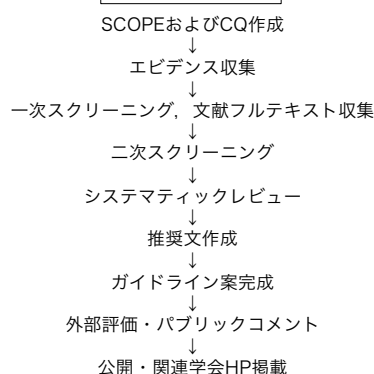 SCOPEおよびCQ作成
↓
エビデンス収集
↓
一次スクリーニング，文献フルテキスト収集
↓
二次スクリーニング
↓
システマティックレビュー
↓
推奨文作成
↓
ガイドライン案完成
↓
外部評価・パブリックコメント
↓
公開・関連学会HP掲載